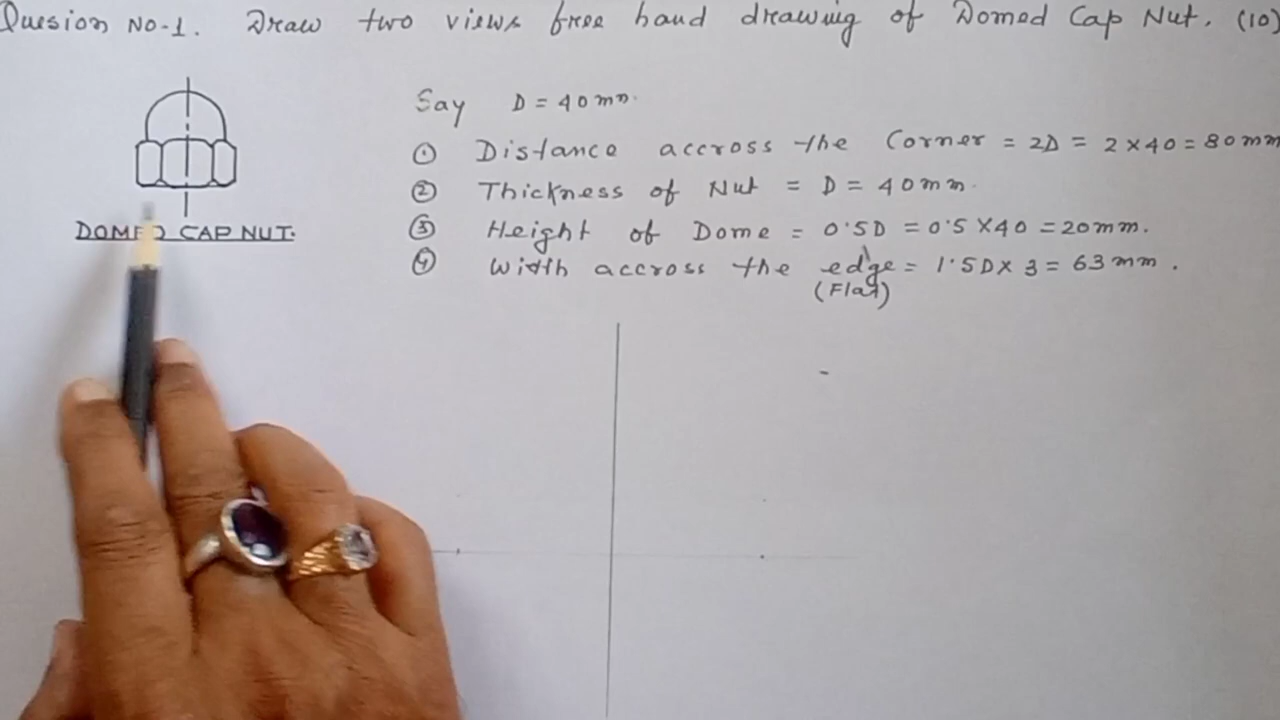 Quesion No-1. Draw two views free hand drawing of Domed Cap Nut. (10)
Say D = 40mm.
① Distance accross the Corner = 2D = 2×40 = 80mm
② Thickness of Nut = D = 40mm.
③ Height of Dome = 0.5D = 0.5×40 = 20mm.
④ Width accross the edge = 1.5D×3 = 63mm.
(Flat)
DOMED CAP NUT.